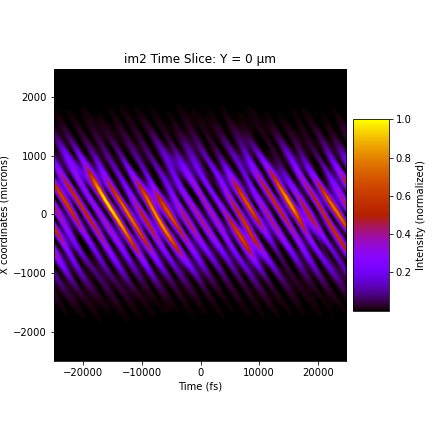 im2 Time Slice: Y = 0 μm
2000
1000
0
−1000
−2000
X coordinates (microns)
−20000 −10000 0 10000 20000
Time (fs)
1.0
0.8
0.6
0.4
0.2
Intensity (normalized)